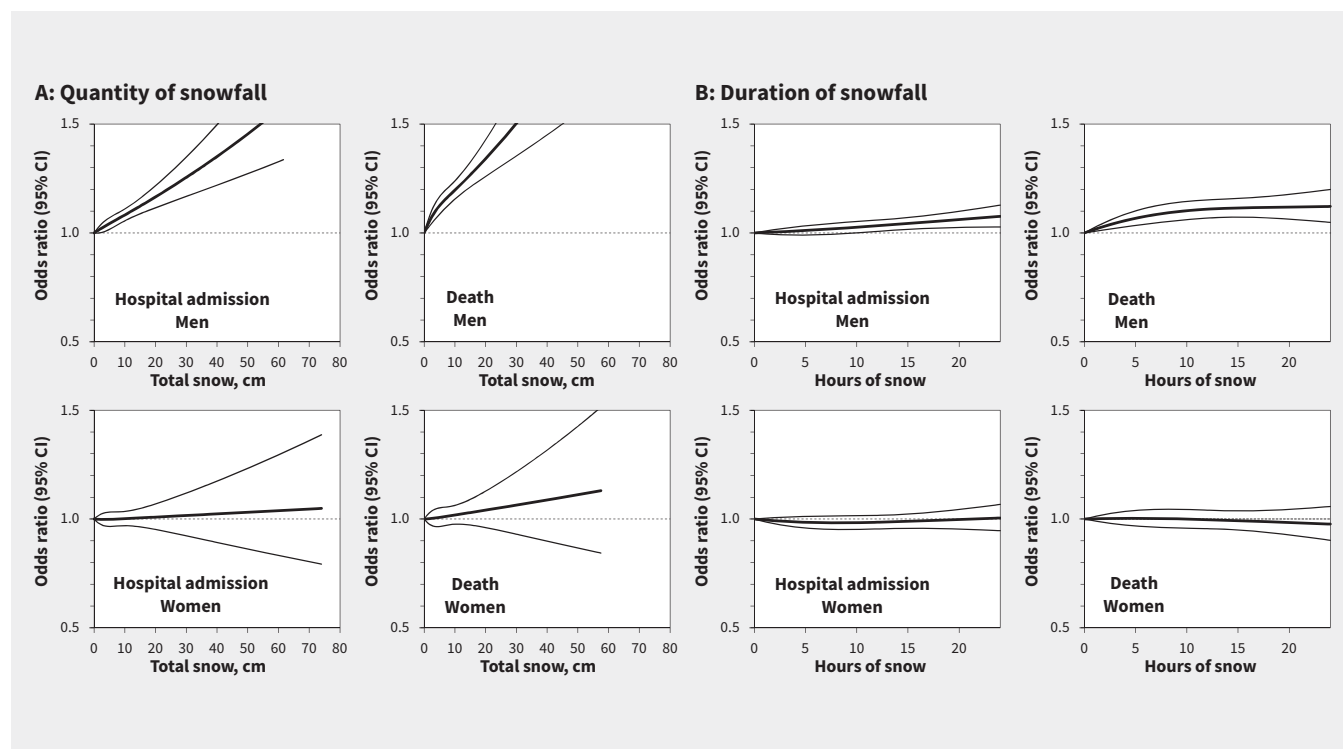 A: Quantity of snowfall
B: Duration of snowfall
Odds ratio (95% CI)
1.5
1.0
0.5
Hospital admission
Men
0 10 20 30 40 50 60 70 80
Total snow, cm
Odds ratio (95% CI)
1.5
1.0
0.5
Death
Men
0 10 20 30 40 50 60 70 80
Total snow, cm
Odds ratio (95% CI)
1.5
1.0
0.5
Hospital admission
Men
0 5 10 15 20
Hours of snow
Odds ratio (95% CI)
1.5
1.0
0.5
Death
Men
0 5 10 15 20
Hours of snow
Odds ratio (95% CI)
1.5
1.0
0.5
Hospital admission
Women
0 10 20 30 40 50 60 70 80
Total snow, cm
Odds ratio (95% CI)
1.5
1.0
0.5
Death
Women
0 10 20 30 40 50 60 70 80
Total snow, cm
Odds ratio (95% CI)
1.5
1.0
0.5
Hospital admission
Women
0 5 10 15 20
Hours of snow
Odds ratio (95% CI)
1.5
1.0
0.5
Death
Women
0 5 10 15 20
Hours of snow